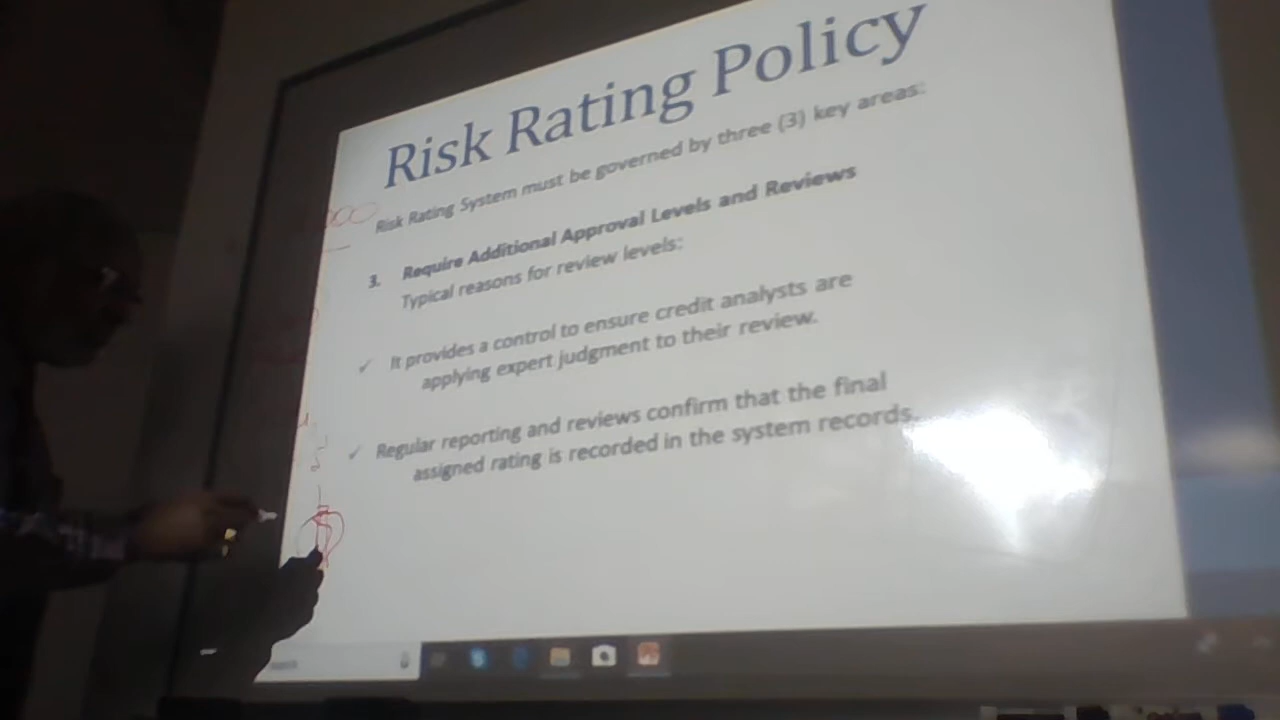 Risk Rating Policy
Risk Rating System must be governed by three (3) key areas:
3. Require Additional Approval Levels and Reviews
Typical reasons for review levels:
✓ It provides a control to ensure credit analysts are
applying expert judgment to their review.
✓ Regular reporting and reviews confirm that the final
assigned rating is recorded in the system records.